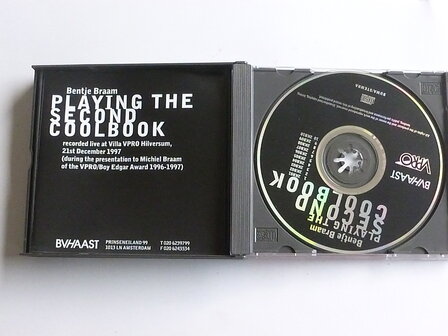 Bentje Braam
PLAYING THE
SECOND
COOLBOOK
recorded live at Villa VPRO Hilversum,
21st December 1997
(during the presentation to Michiel Braam
of the VPRO/Boy Edgar Award 1996-1997)
BVHAAST
PRINSENEILAND 99
1013 LN AMSTERDAM
T 020 6239799
F 020 6243534
BVHAAST
VPRO
Bentje Braam
PLAYING THE
SECOND
COOLBOOK